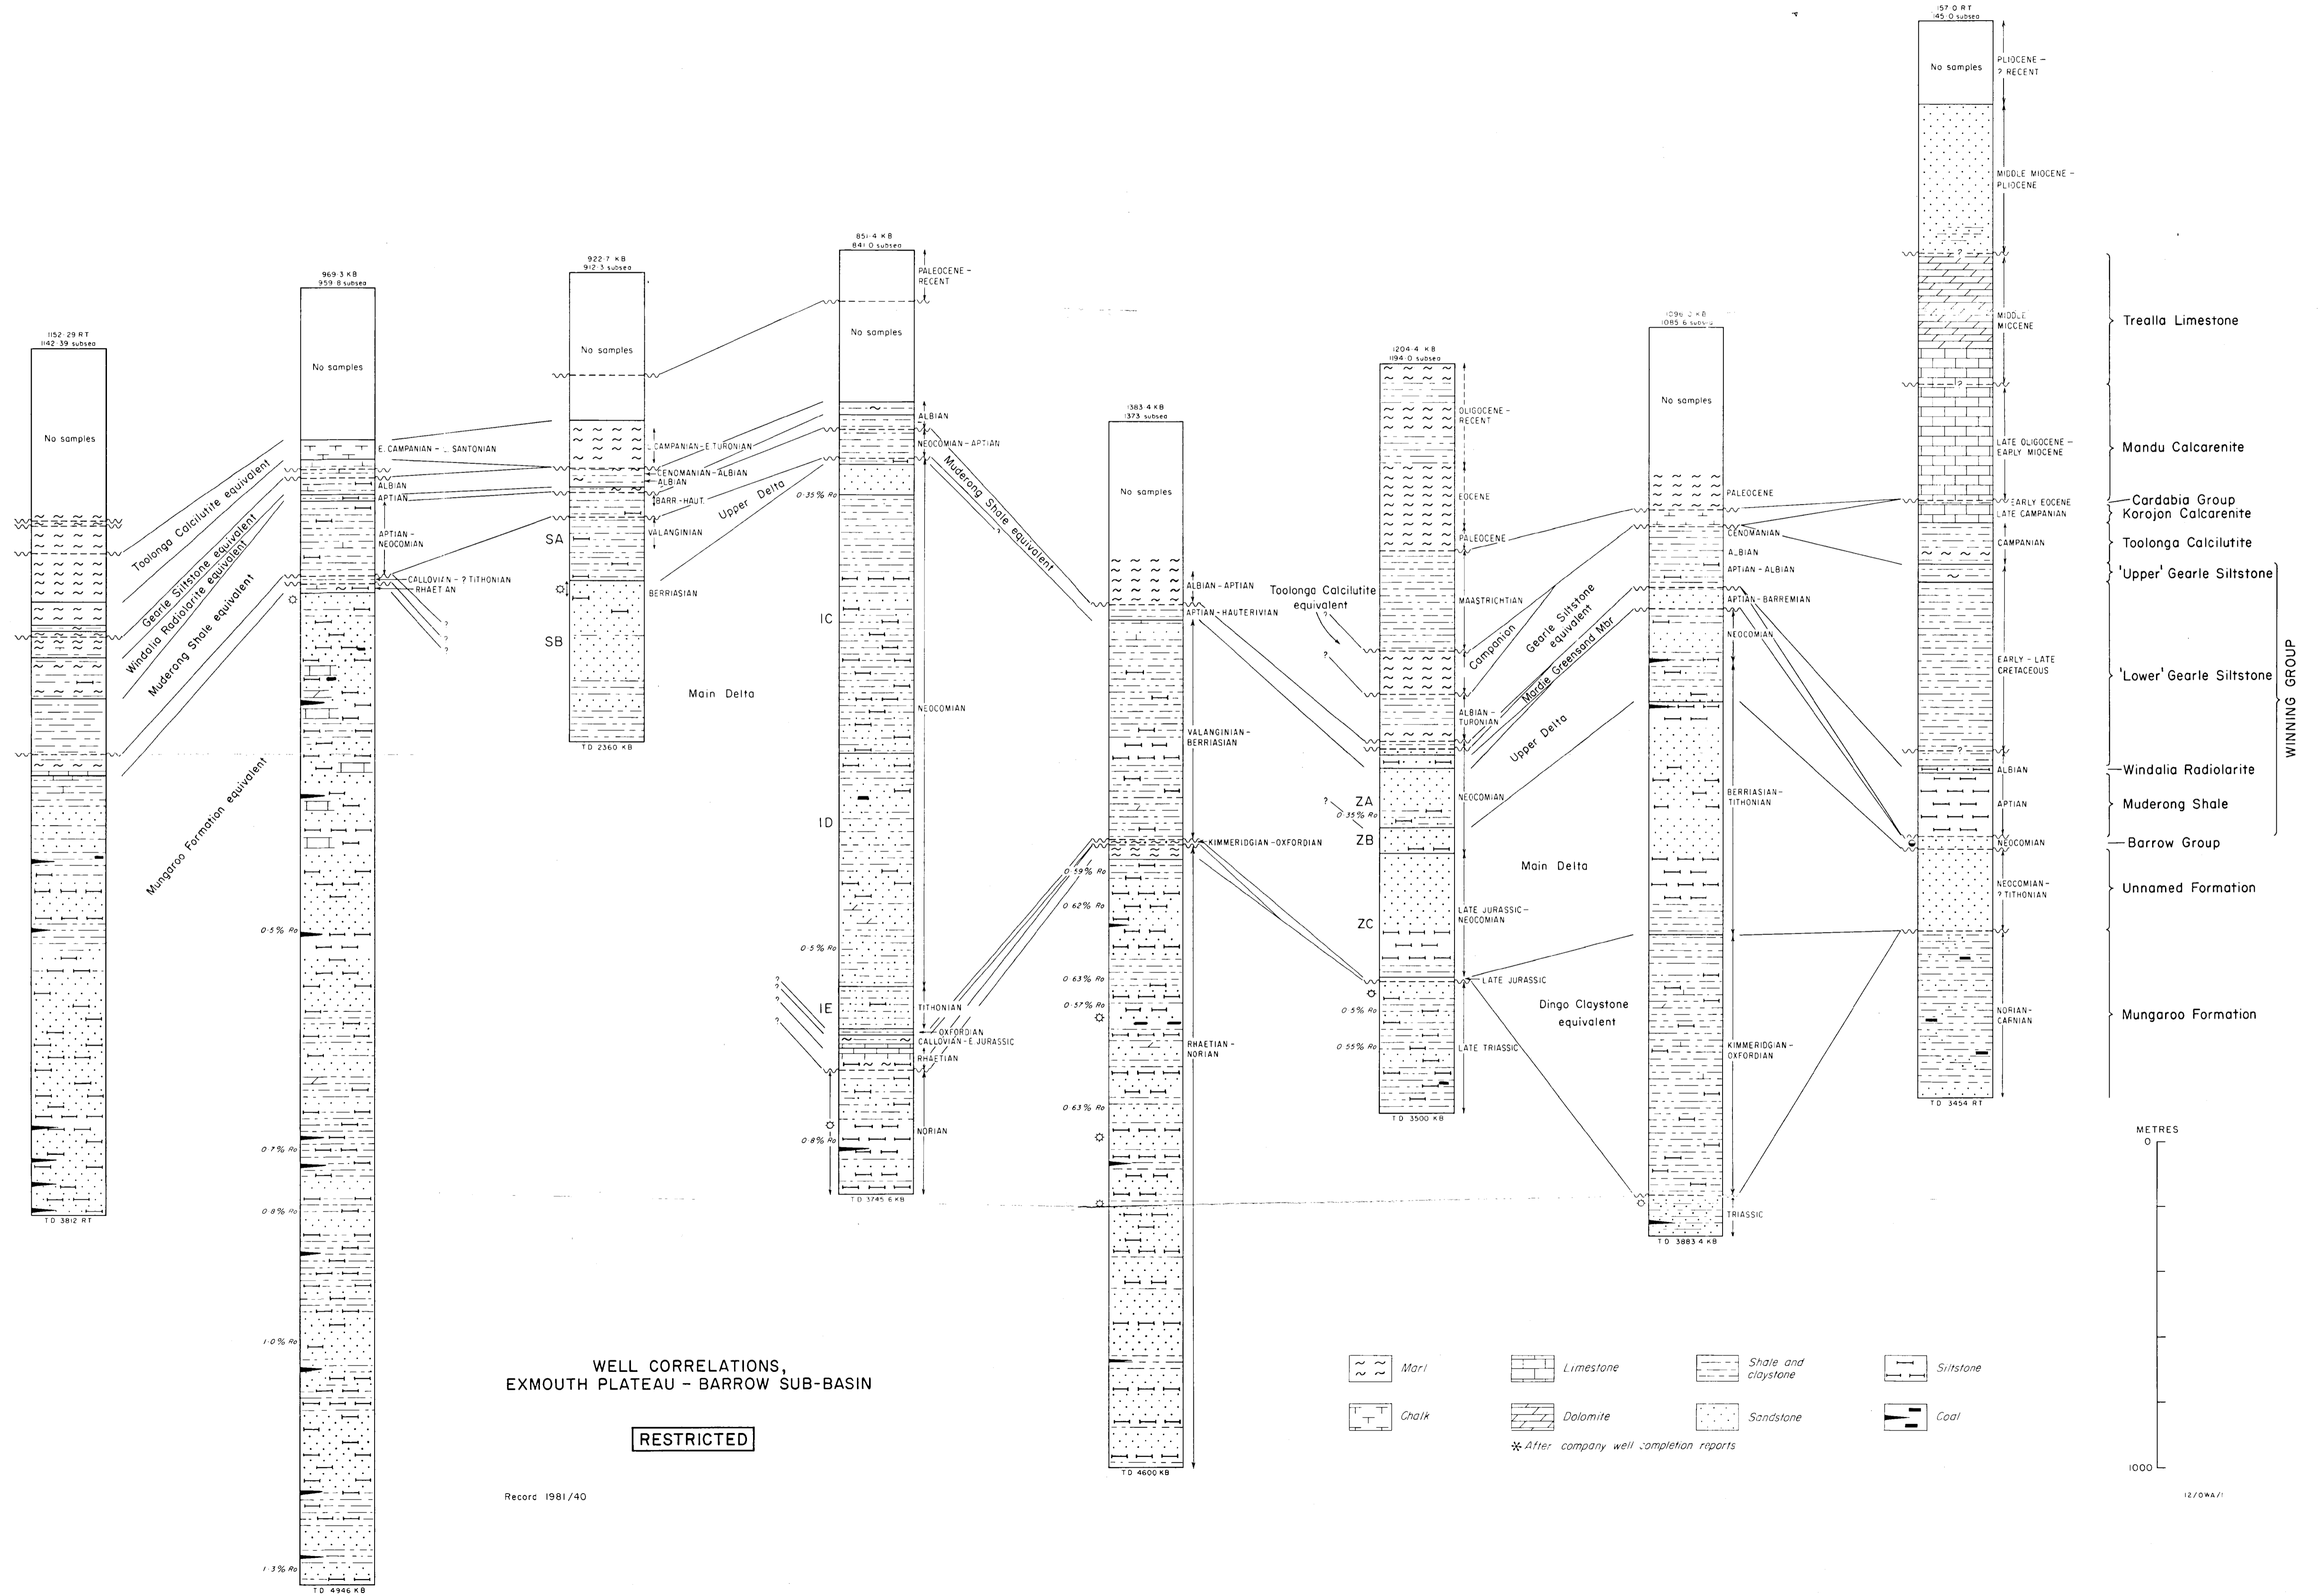 1152·29 RT
1142·39 subsea
No samples
TD 3812 RT
Toolonga Calcilutite equivalent
Gearle Siltstone equivalent
Windalia Radiolarite equivalent
Muderong Shale equivalent
Mungaroo Formation equivalent
969·3 KB
959·8 subsea
No samples
E. CAMPANIAN - L. SANTONIAN
ALBIAN
APTIAN
APTIAN-
NEOCOMIAN
CALLOVIAN - ? TITHONIAN
RHAETIAN
?
?
?
0·5% Ro
0·7% Ro
0·8% Ro
1·0% Ro
1·3% Ro
TD 4946 KB
922·7 KB
912·3 subsea
No samples
CAMPANIAN-E.TURONIAN
CENOMANIAN-ALBIAN
ALBIAN
BARR-HAUT.
VALANGINIAN
BERRIASIAN
SA
SB
TD 2360 KB
Upper Delta
Main Delta
851·4 KB
841·0 subsea
PALEOCENE -
RECENT
No samples
ALBIAN
NEOCOMIAN-APTIAN
0·35% Ro
IC
NEOCOMIAN
ID
0·5% Ro
IE
TITHONIAN
OXFORDIAN
CALLOVIAN-E.JURASSIC
RHAETIAN
NORIAN
0·8% Ro
?
?
?
?
TD 3745·6 KB
Muderong Shale equivalent
?
1383·4 KB
1373 subsea
No samples
ALBIAN-APTIAN
APTIAN-HAUTERIVIAN
VALANGINIAN-
BERRIASIAN
KIMMERIDGIAN-OXFORDIAN
0·59% Ro
0·62% Ro
0·63% Ro
0·57% Ro
RHAETIAN-
NORIAN
0·63% Ro
TD 4600 KB
1204·4 KB
1194·0 subsea
OLIGOCENE-
RECENT
EOCENE
PALEOCENE
Toolonga Calcilutite
equivalent
?
?
MAASTRICHTIAN
ALBIAN-
TURONIAN
NEOCOMIAN
?
ZA
0·35% Ro
ZB
ZC
LATE JURASSIC-
NEOCOMIAN
LATE JURASSIC
0·5% Ro
0·55% Ro
LATE TRIASSIC
TD 3500 KB
Campanian
Gearle Siltstone
equivalent
Mardie Greensand Mbr
Upper Delta
Main Delta
Dingo Claystone
equivalent
1085·6 subsea
No samples
PALEOCENE
CENOMANIAN
ALBIAN
APTIAN-ALBIAN
APTIAN-BARREMIAN
NEOCOMIAN
BERRIASIAN-
TITHONIAN
KIMMERIDGIAN-
OXFORDIAN
TRIASSIC
TD 3883·4 KB
157·0 RT
145·0 subsea
No samples
PLIOCENE -
? RECENT
MIDDLE MIOCENE -
PLIOCENE
?
MIDDLE
MIOCENE
?
LATE OLIGOCENE -
EARLY MIOCENE
EARLY EOCENE
LATE CAMPANIAN
CAMPANIAN
EARLY - LATE
CRETACEOUS
?
ALBIAN
APTIAN
NEOCOMIAN
NEOCOMIAN-
? TITHONIAN
NORIAN-
CARNIAN
TD 3454 RT
Trealla Limestone
Mandu Calcarenite
Cardabia Group
Korojon Calcarenite
Toolonga Calcilutite
'Upper' Gearle Siltstone
'Lower' Gearle Siltstone
Windalia Radiolarite
Muderong Shale
Barrow Group
Unnamed Formation
Mungaroo Formation
WINNING GROUP
METRES
0
1000
WELL CORRELATIONS,
EXMOUTH PLATEAU - BARROW SUB-BASIN
RESTRICTED
Record 1981/40
Marl
Limestone
Shale and
claystone
Siltstone
Chalk
Dolomite
Sandstone
Coal
After company well completion reports
12/OWA/1